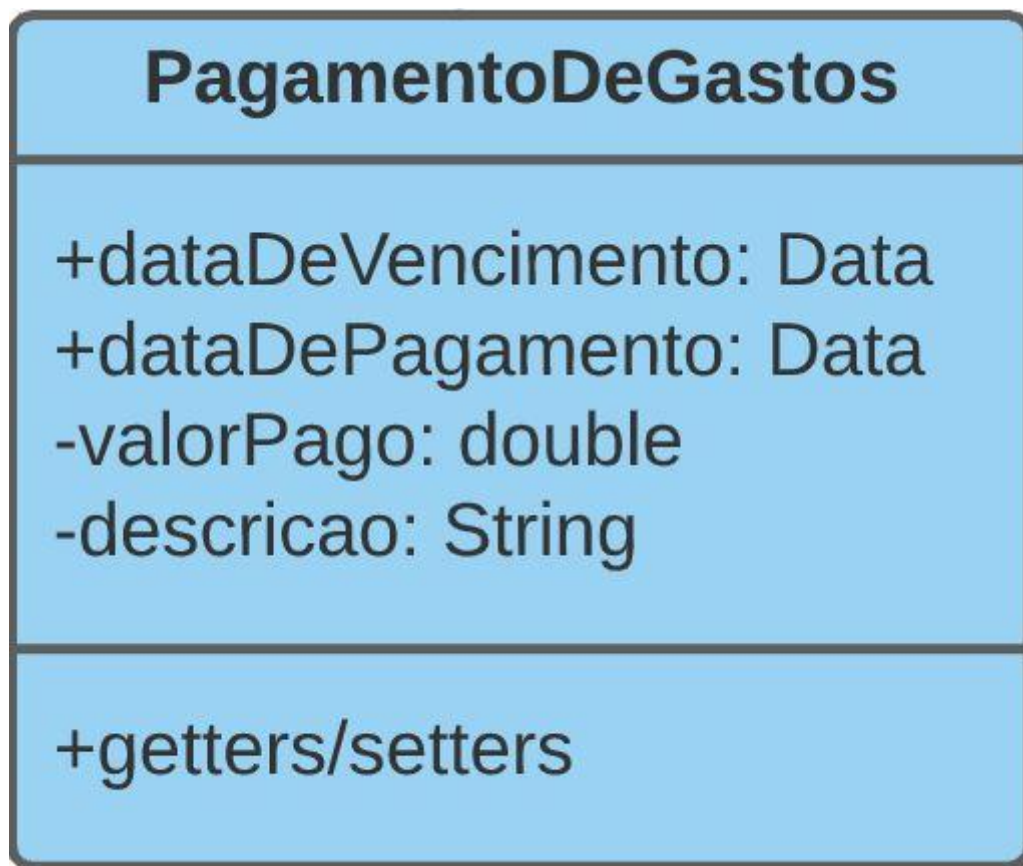 PagamentoDeGastos
+dataDeVencimento: Data
+dataDePagamento: Data
-valorPago: double
-descricao: String
+getters/setters